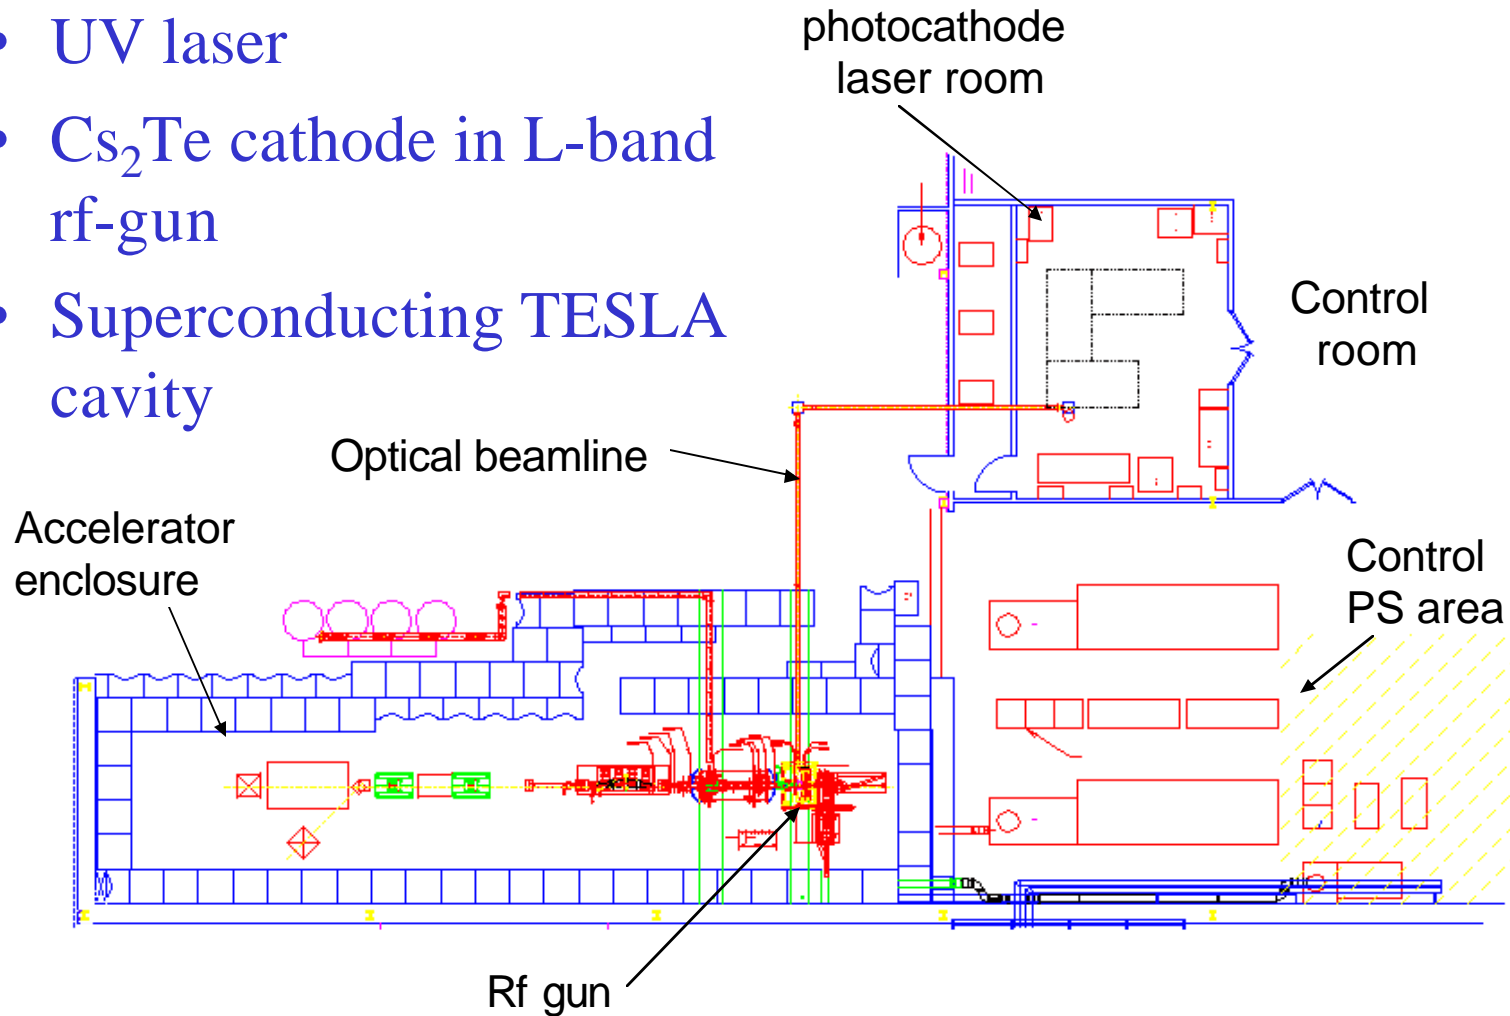 • UV laser
• Cs₂Te cathode in L-band
rf-gun
• Superconducting TESLA
cavity
photocathode
laser room
Control
room
Optical beamline
Accelerator
enclosure
Control
PS area
Rf gun